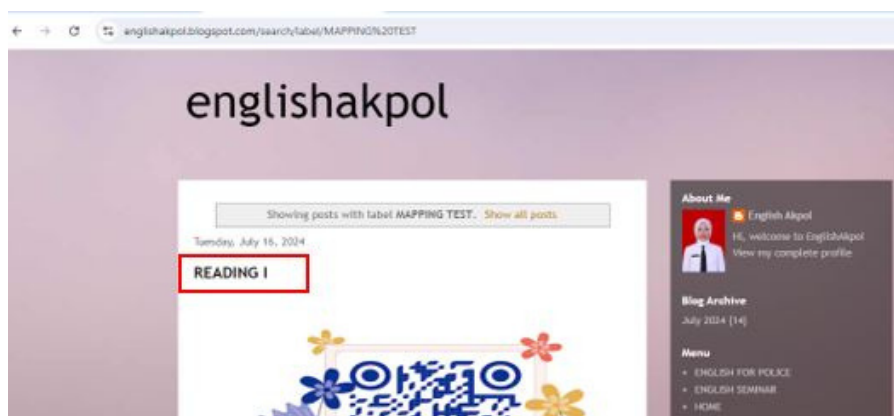 englishakpol.blogspot.com/search/label/MAPPING%20TEST
englishakpol
Showing posts with label MAPPING TEST. Show all posts
Tuesday, July 16, 2024
READING I
About Me
English Akpol
Hi, welcome to EnglishAkpol
View my complete profile
Blog Archive
July 2024 (14)
Menu
ENGLISH FOR POLICE
ENGLISH SEMINAR
HOME